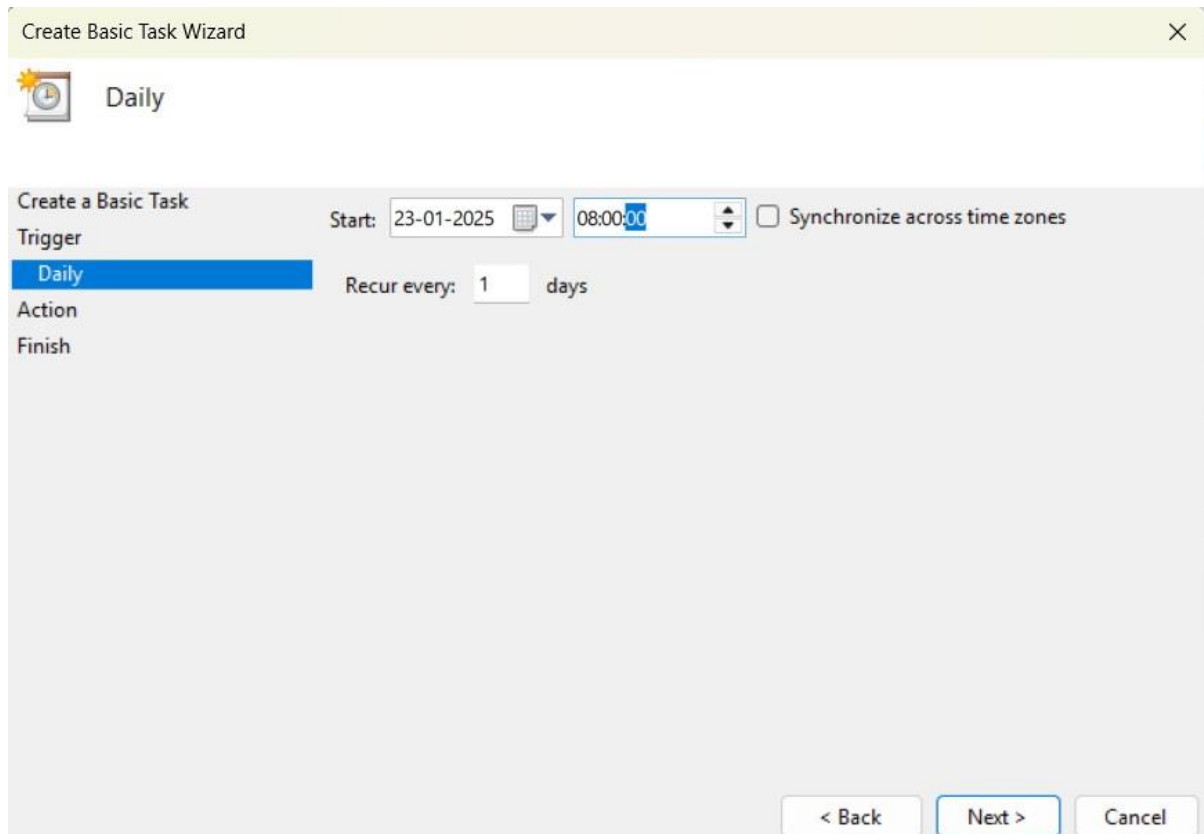 Create Basic Task Wizard
Daily
Create a Basic Task
Trigger
Daily
Action
Finish
Start: 23-01-2025 08:00:00 Synchronize across time zones
Recur every: 1 days
< Back Next > Cancel